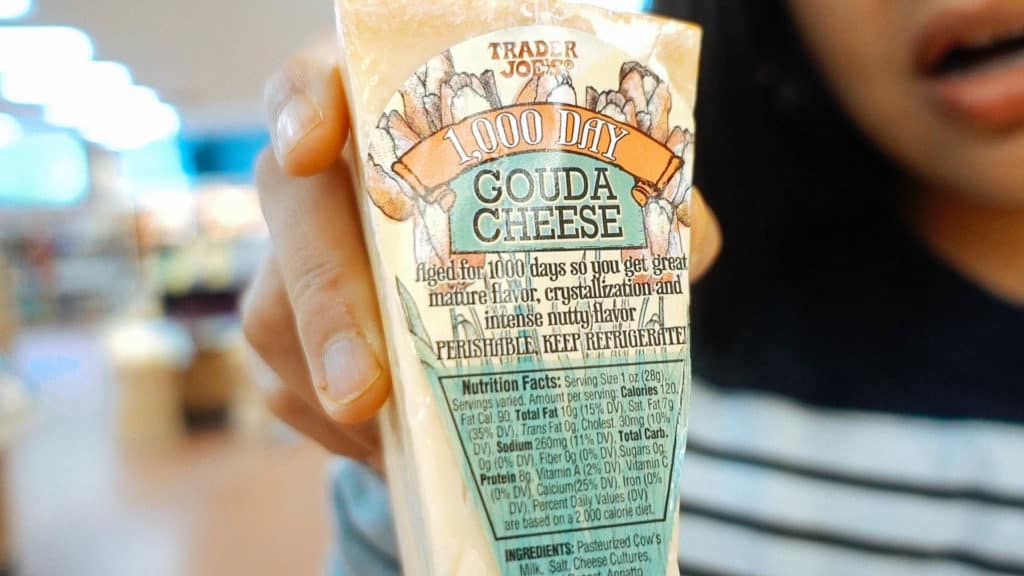 TRADER
JOE'S®
1,000 DAY
GOUDA
CHEESE
Aged for 1000 days so you get great
mature flavor, crystallization and
intense nutty flavor
PERISHABLE, KEEP REFRIGERATE
Nutrition Facts: Serving Size 1 oz (28g),
Servings varied. Amount per serving: Calories 120,
Fat Cal. 90, Total Fat 10g (15% DV), Sat. Fat 7g
(35% DV), Trans Fat 0g, Cholest. 30mg (10%
DV), Sodium 260mg (11% DV), Total Carb.
0g (0% DV), Fiber 0g (0% DV), Sugars 0g,
Protein 8g, Vitamin A (2% DV), Vitamin C
(0% DV), Calcium (25% DV), Iron (0%
DV). Percent Daily Values (DV)
are based on a 2,000 calorie diet.
INGREDIENTS: Pasteurized Cow's
Milk, Salt, Cheese Cultures,
Annatto